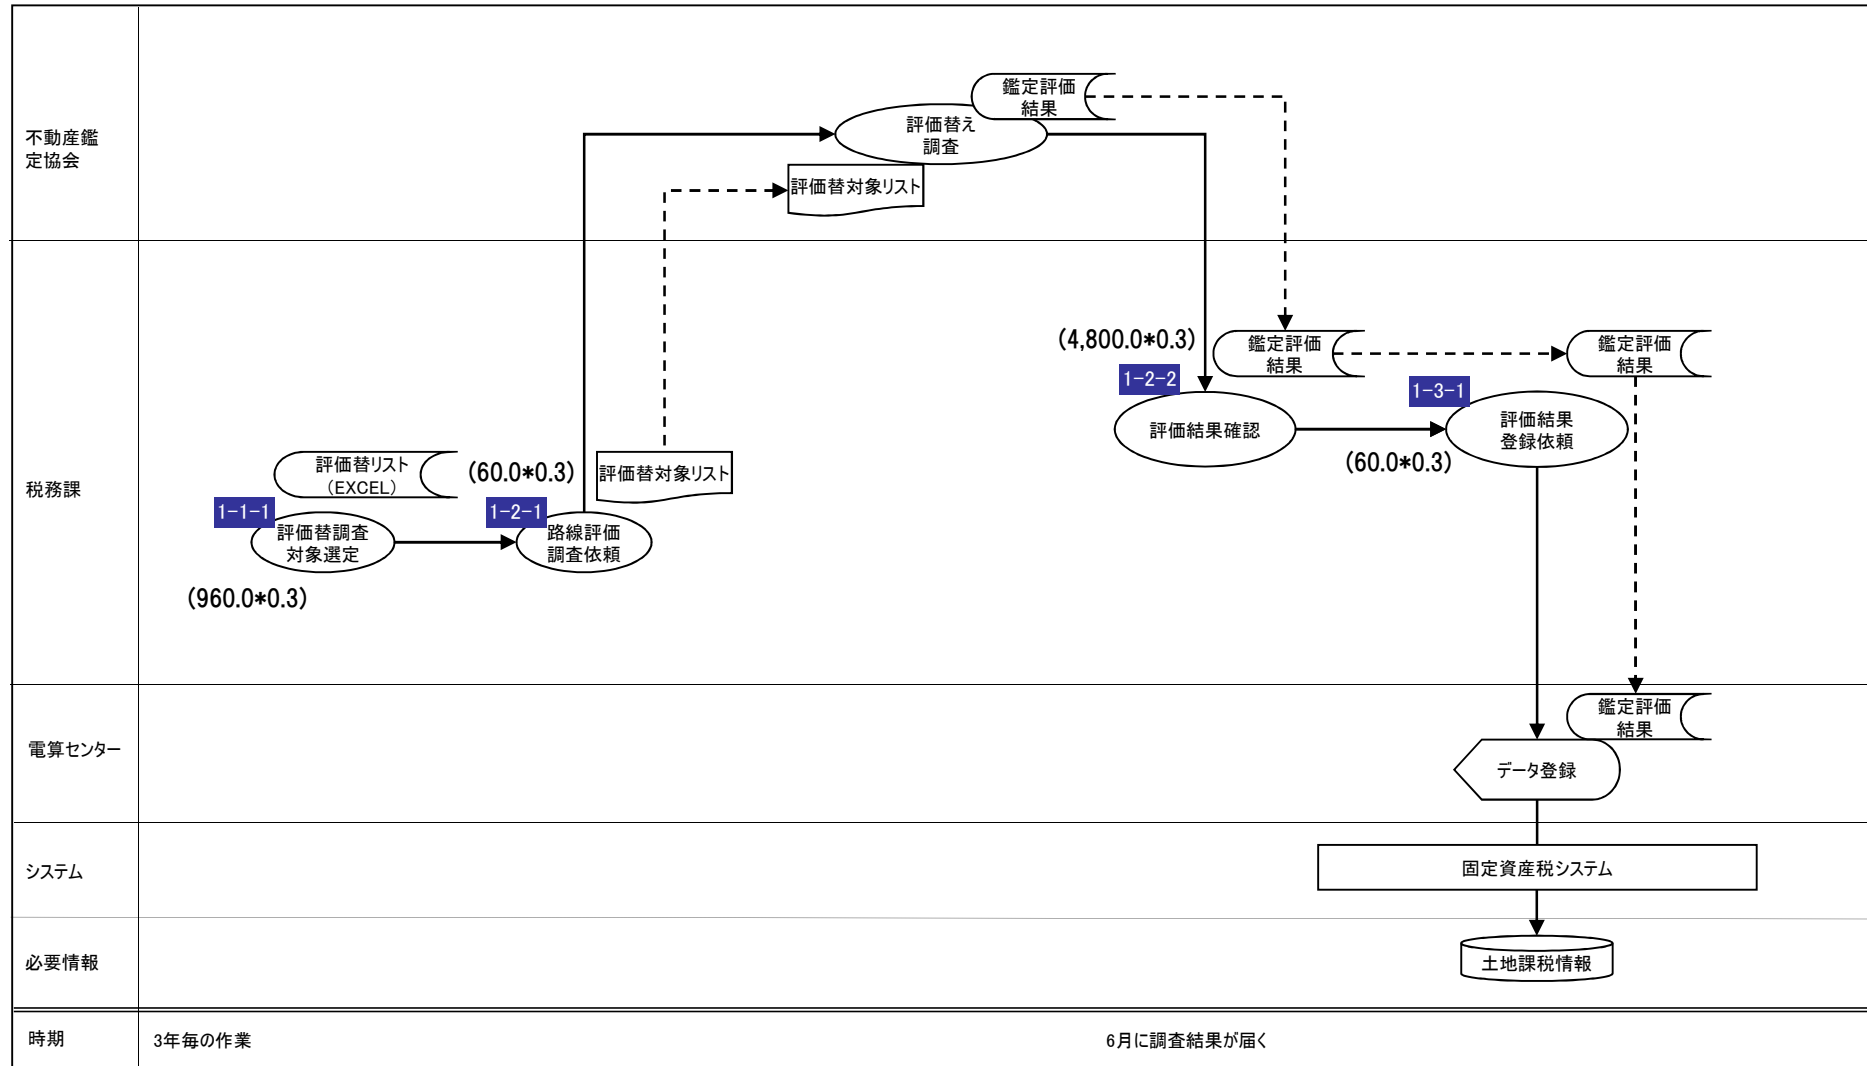 不動産鑑
定協会
鑑定評価
結果
評価替え
調査
評価替対象リスト
税務課
(4,800.0*0.3)
鑑定評価
結果
鑑定評価
結果
1-2-2
評価結果確認
1-3-1
評価結果
登録依頼
(60.0*0.3)
評価替リスト
(EXCEL)
(60.0*0.3)
評価替対象リスト
1-1-1
評価替調査
対象選定
1-2-1
路線評価
調査依頼
(960.0*0.3)
電算センター
鑑定評価
結果
データ登録
システム
固定資産税システム
必要情報
土地課税情報
時期
3年毎の作業
6月に調査結果が届く